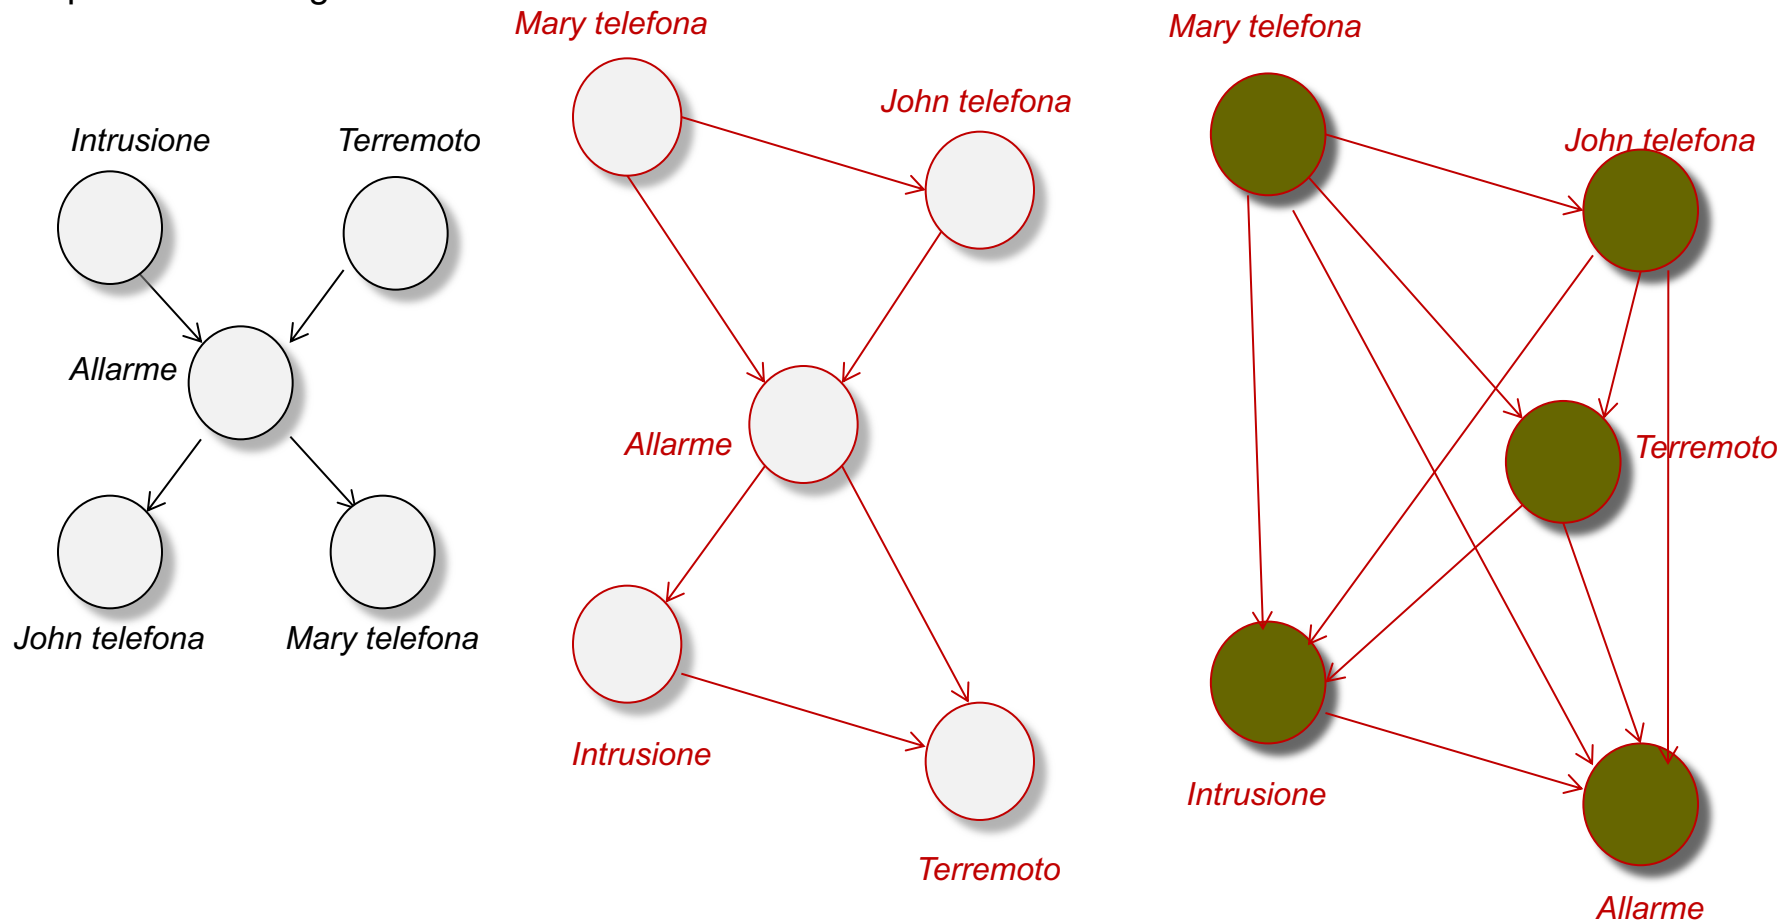 Mary telefona
Mary telefona
John telefona
John telefona
Intrusione
Terremoto
Allarme
Allarme
Terremoto
John telefona
Mary telefona
Intrusione
Intrusione
Terremoto
Allarme